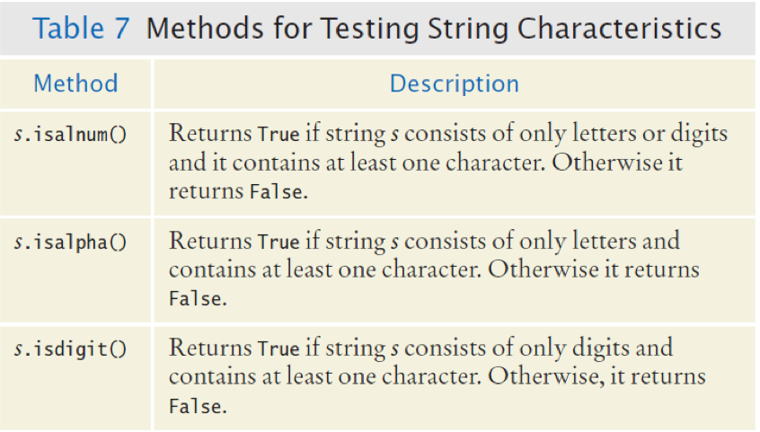 Table 7 Methods for Testing String Characteristics
Method Description
s.isalnum() Returns True if string s consists of only letters or digits
and it contains at least one character. Otherwise it
returns False.
s.isalpha() Returns True if string s consists of only letters and
contains at least one character. Otherwise it returns
False.
s.isdigit() Returns True if string s consists of only digits and
contains at least one character. Otherwise, it returns
False.